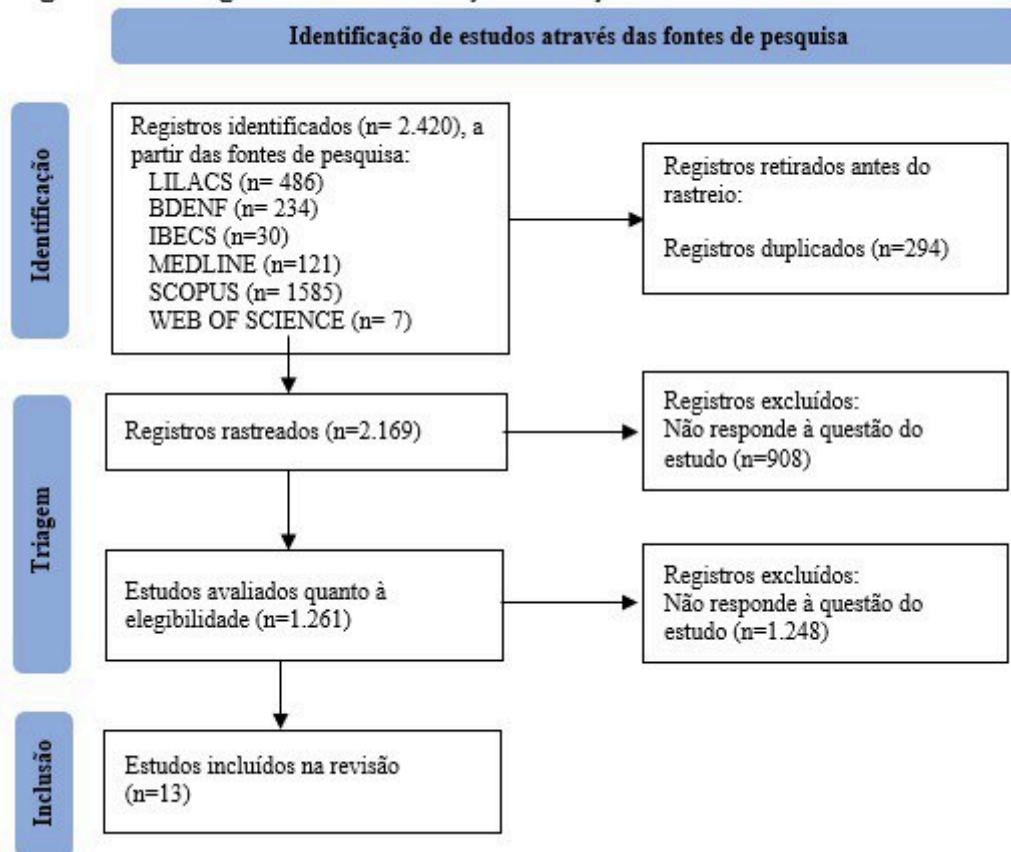 Identificação de estudos através das fontes de pesquisa
Identificação
Registros identificados (n= 2.420), a
partir das fontes de pesquisa:
LILACS (n= 486)
BDENF (n= 234)
IBECS (n=30)
MEDLINE (n=121)
SCOPUS (n= 1585)
WEB OF SCIENCE (n= 7)
Registros retirados antes do
rastreio:
Registros duplicados (n=294)
Triagem
Registros rastreados (n=2.169)
Registros excluídos:
Não responde à questão do
estudo (n=908)
Estudos avaliados quanto à
elegibilidade (n=1.261)
Registros excluídos:
Não responde à questão do
estudo (n=1.248)
Inclusão
Estudos incluídos na revisão
(n=13)